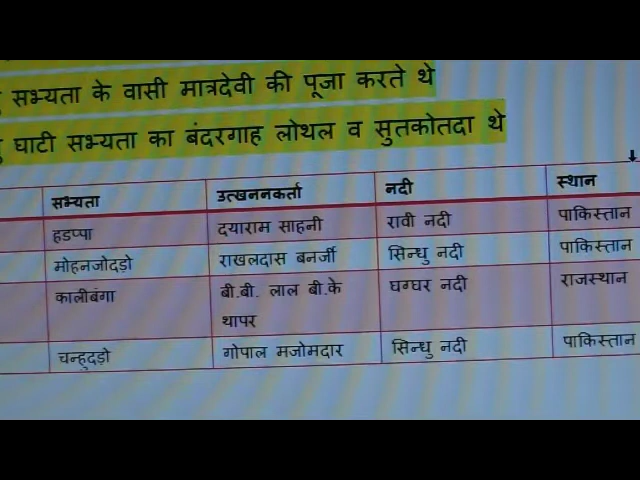 सभ्यता के वासी मात्रदेवी की पूजा करते थे
घाटी सभ्यता का बंदरगाह लोथल व सुतकोतदा थे
सभ्यता उत्खननकर्ता नदी स्थान
हडप्पा दयाराम साहनी रावी नदी पाकिस्तान
मोहनजोदड़ो राखलदास बनर्जी सिन्धु नदी पाकिस्तान
कालीबंगा बी.बी. लाल बी.के घग्घर नदी राजस्थान
थापर
चन्हुदड़ो गोपाल मजोमदार सिन्धु नदी पाकिस्तान